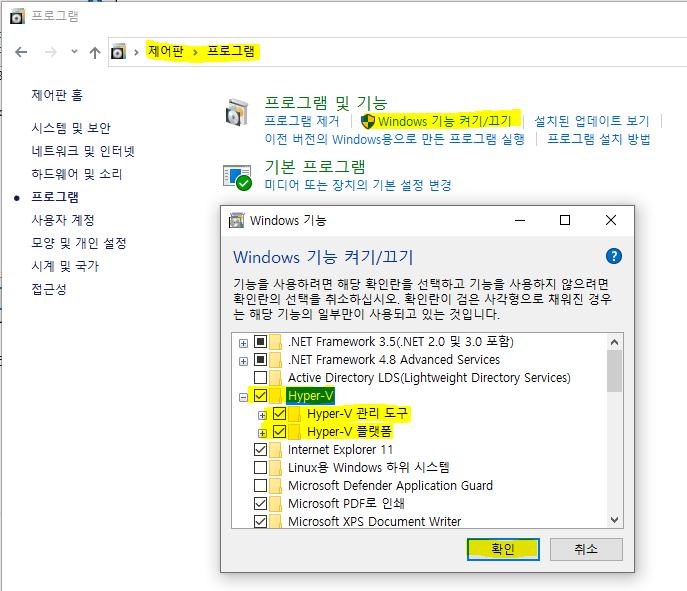 프로그램
제어판 › 프로그램
제어판 홈
시스템 및 보안
네트워크 및 인터넷
하드웨어 및 소리
프로그램
사용자 계정
모양 및 개인 설정
시계 및 국가
접근성
프로그램 및 기능
프로그램 제거 Windows 기능 켜기/끄기 설치된 업데이트 보기
이전 버전의 Windows용으로 만든 프로그램 실행 프로그램 설치 방법
기본 프로그램
미디어 또는 장치의 기본 설정 변경
Windows 기능
Windows 기능 켜기/끄기
기능을 사용하려면 해당 확인란을 선택하고 기능을 사용하지 않으려면
확인란의 선택을 취소하십시오. 확인란이 검은 사각형으로 채워진 경우
는 해당 기능의 일부만이 사용되고 있는 것입니다.
.NET Framework 3.5(.NET 2.0 및 3.0 포함)
.NET Framework 4.8 Advanced Services
Active Directory LDS(Lightweight Directory Services)
Hyper-V
Hyper-V 관리 도구
Hyper-V 플랫폼
Internet Explorer 11
Linux용 Windows 하위 시스템
Microsoft Defender Application Guard
Microsoft PDF로 인쇄
Microsoft XPS Document Writer
확인 취소